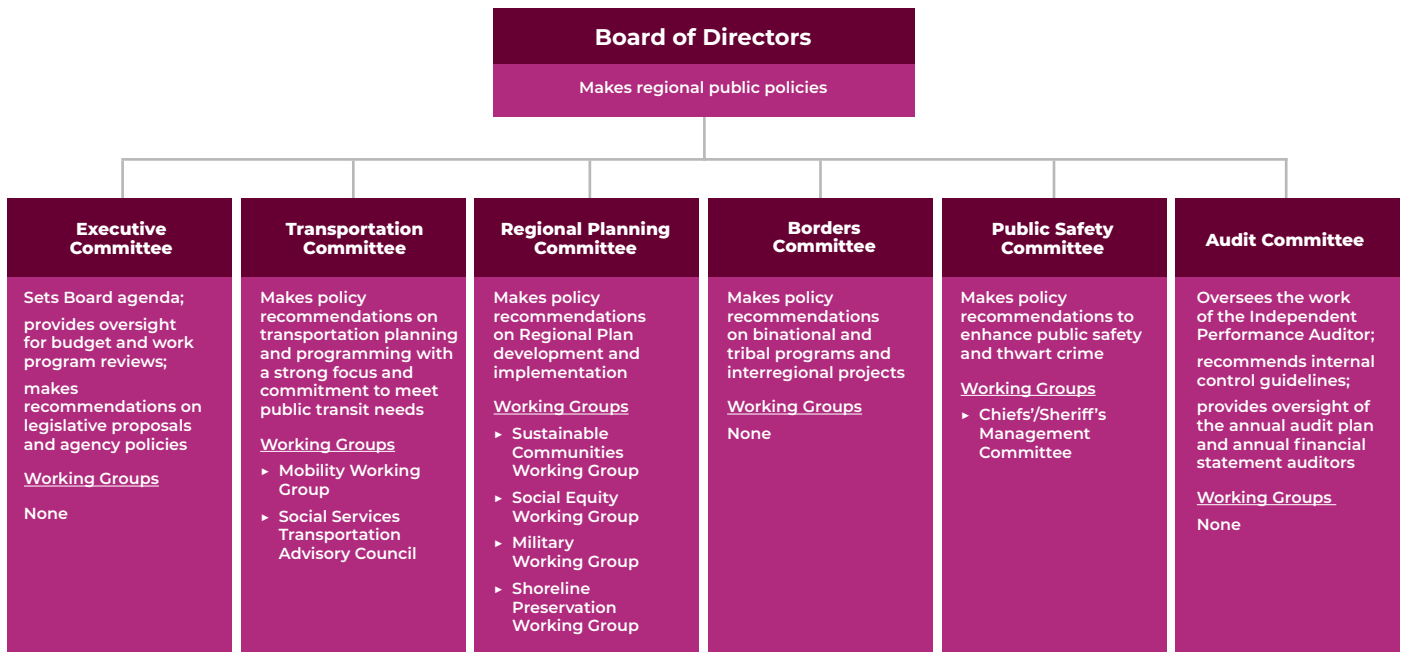 Board of Directors
Makes regional public policies
Executive
Committee
Sets Board agenda;
provides oversight
for budget and work
program reviews;
makes
recommendations on
legislative proposals
and agency policies
Working Groups
None
Transportation
Committee
Makes policy
recommendations on
transportation planning
and programming with
a strong focus and
commitment to meet
public transit needs
Working Groups
► Mobility Working
Group
► Social Services
Transportation
Advisory Council
Regional Planning
Committee
Makes policy
recommendations
on Regional Plan
development and
implementation
Working Groups
► Sustainable
Communities
Working Group
► Social Equity
Working Group
► Military
Working Group
► Shoreline
Preservation
Working Group
Borders
Committee
Makes policy
recommendations
on binational and
tribal programs and
interregional projects
Working Groups
None
Public Safety
Committee
Makes policy
recommendations to
enhance public safety
and thwart crime
Working Groups
► Chiefs’/Sheriff’s
Management
Committee
Audit Committee
Oversees the work
of the Independent
Performance Auditor;
recommends internal
control guidelines;
provides oversight of
the annual audit plan
and annual financial
statement auditors
Working Groups
None